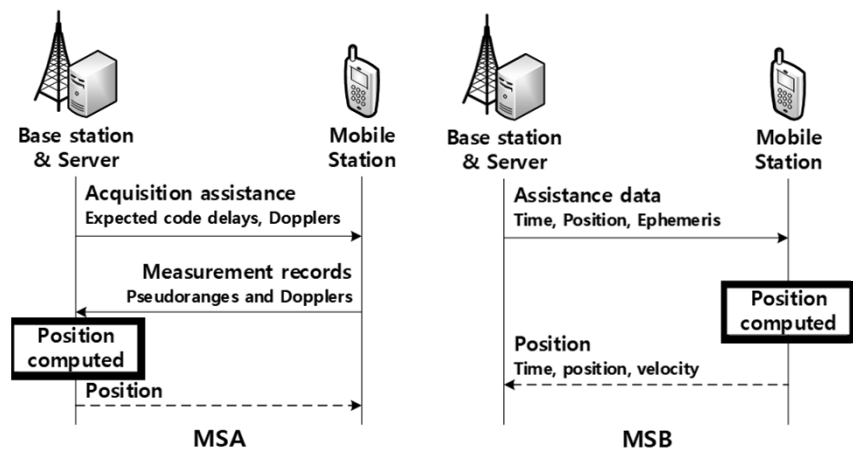 Base station
& Server
Mobile
Station
Acquisition assistance
Expected code delays, Dopplers
Measurement records
Pseudoranges and Dopplers
Position
computed
Position
MSA
Base station
& Server
Mobile
Station
Assistance data
Time, Position, Ephemeris
Position
computed
Position
Time, position, velocity
MSB